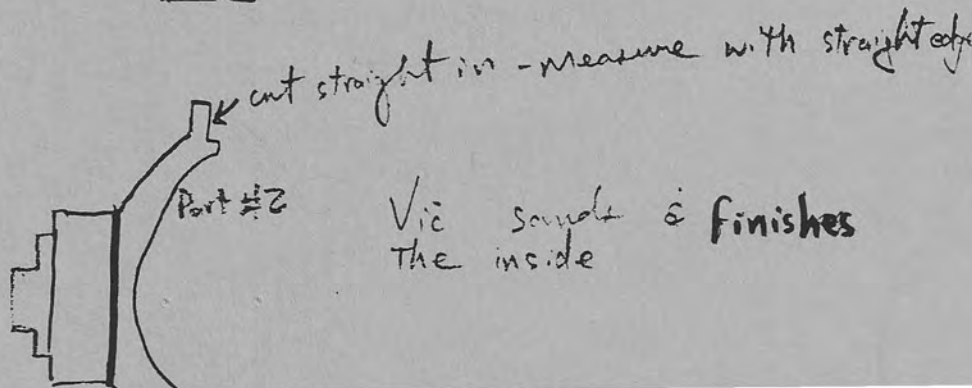 cut straight in - measure with straightedge
Part #2
Vic sands & finishes
the inside